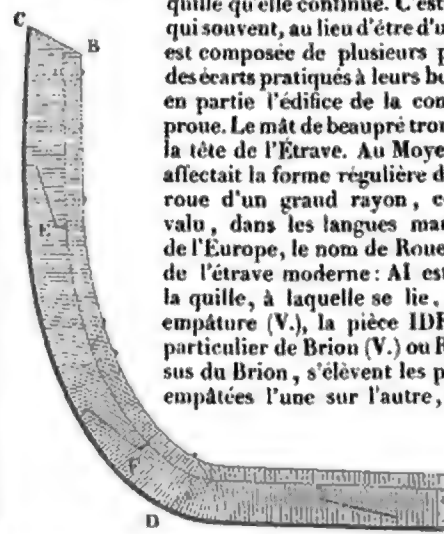 quille qu'elle continue. C'est
qui souvent, au lieu d'être d'u
est composée de plusieurs p
des écarts pratiqués à leurs bo
en partie l'édifice de la con
proue. Le mât de beaupré trou
la tête de l'Étrave. Au Moye
affectait la forme régulière d
roue d'un grand rayon, c
valu, dans les langues mar
de l'Europe, le nom de Roue
de l'étrave moderne: AI est
la quille, à laquelle se lie,
empâture (V.), la pièce IDF
particulier de Brion (V.) ou R
sus du Brion, s'élèvent les p
empâtées l'une sur l'autre,
C
B
E
F
D